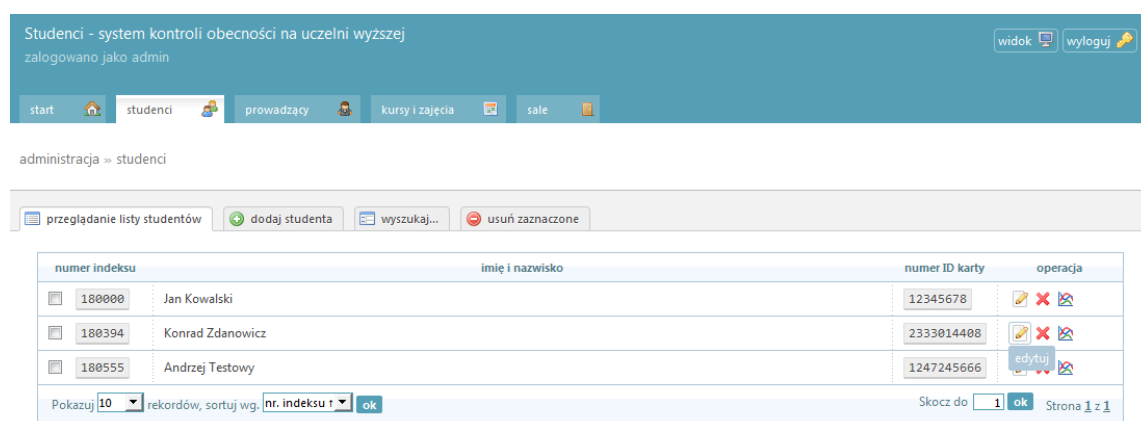 Studenci - system kontroli obecności na uczelni wyższej
zalogowano jako admin
widok wyloguj
start studenci prowadzący kursy i zajęcia sale
administracja » studenci
przeglądanie listy studentów dodaj studenta wyszukaj... usuń zaznaczone
numer indeksu imię i nazwisko numer ID karty operacja
180000 Jan Kowalski 12345678
180394 Konrad Zdanowicz 2333014408
edytuj
180555 Andrzej Testowy 1247245666
Pokazuj 10 rekordów, sortuj wg. nr. indeksu ↑ ok Skocz do 1 ok Strona 1 z 1